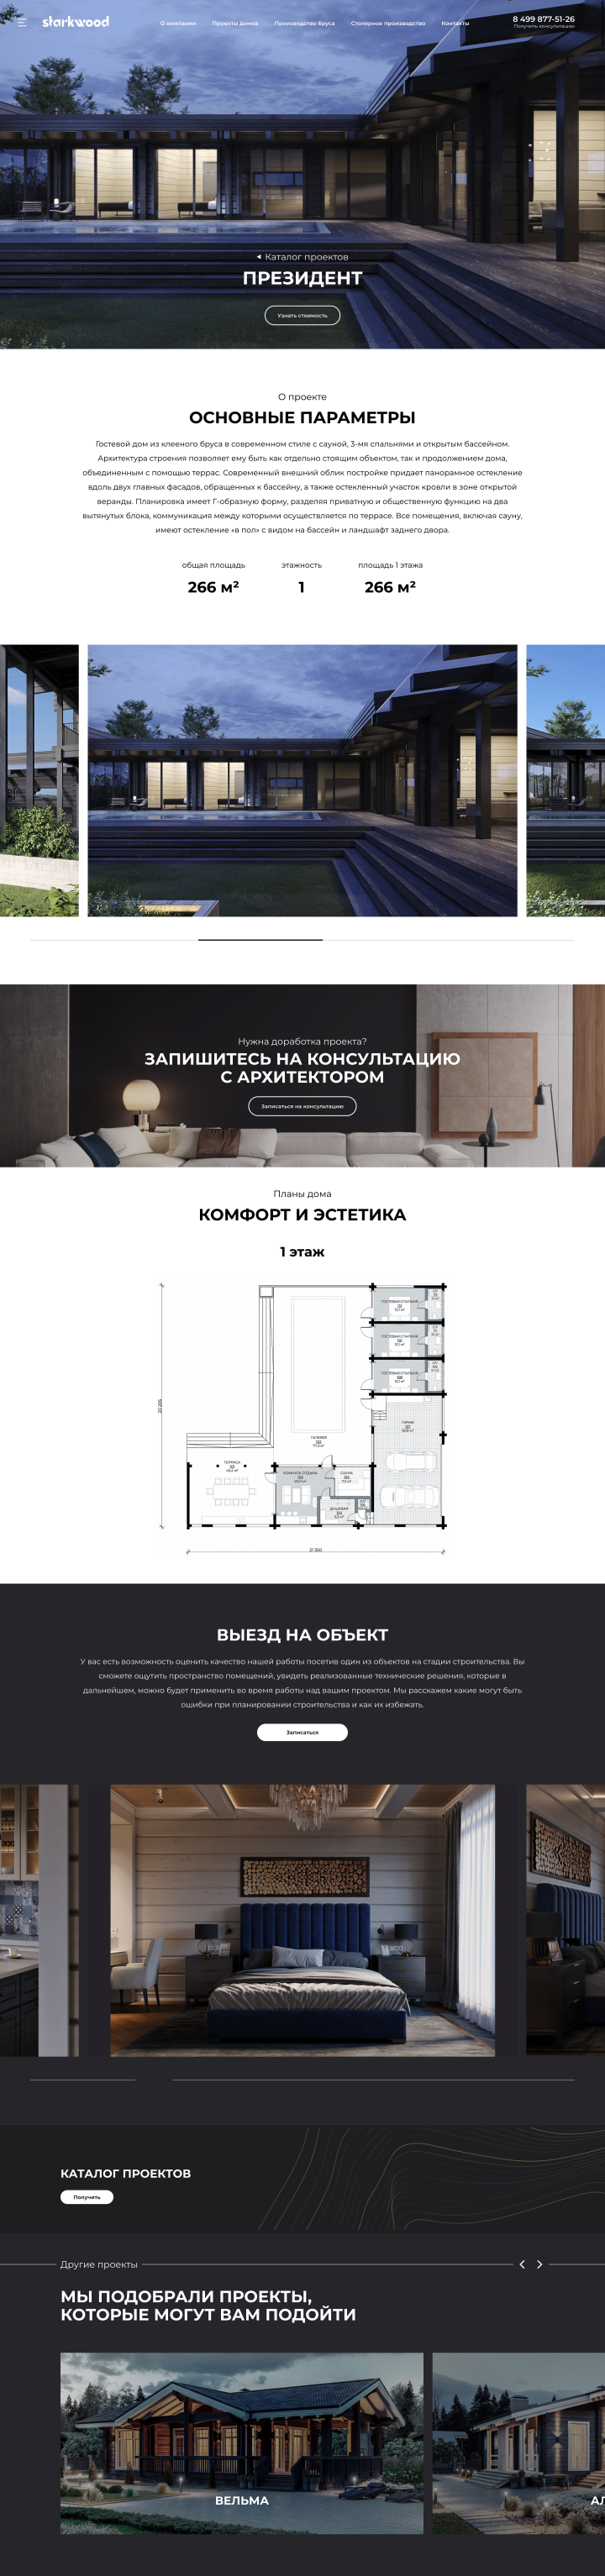 starkwood
О компании
Проекты домов
Производство бруса
Столярное производство
Контакты
8 499 877-51-26
Получить консультацию
Каталог проектов
ПРЕЗИДЕНТ
Узнать стоимость
О проекте
ОСНОВНЫЕ ПАРАМЕТРЫ
Гостевой дом из клееного бруса в современном стиле с сауной, 3-мя спальнями и открытым бассейном.
Архитектура строения позволяет ему быть как отдельно стоящим объектом, так и продолжением дома,
объединенным с помощью террас. Современный внешний облик постройке придает панорамное остекление
вдоль двух главных фасадов, обращенных к бассейну, а также остекленный участок кровли в зоне открытой
веранды. Планировка имеет Г-образную форму, разделяя приватную и общественную функцию на два
вытянутых блока, коммуникация между которыми осуществляется по террасе. Все помещения, включая сауну,
имеют остекление «в пол» с видом на бассейн и ландшафт заднего двора.
общая площадь
266 м²
этажность
1
площадь 1 этажа
266 м²
Нужна доработка проекта?
ЗАПИШИТЕСЬ НА КОНСУЛЬТАЦИЮ
С АРХИТЕКТОРОМ
Записаться на консультацию
Планы дома
КОМФОРТ И ЭСТЕТИКА
1 этаж
ГОСТЕВАЯ СПАЛЬНЯ
ГОСТЕВАЯ СПАЛЬНЯ
ГОСТЕВАЯ СПАЛЬНЯ
ТЕРРАСА
КОМНАТА ОТДЫХА
САУНА
ВЫЕЗД НА ОБЪЕКТ
У вас есть возможность оценить качество нашей работы посетив один из объектов на стадии строительства. Вы
сможете ощутить пространство помещений, увидеть реализованные технические решения, которые в
дальнейшем, можно будет применить во время работы над вашим проектом. Мы расскажем какие могут быть
ошибки при планировании строительства и как их избежать.
Записаться
КАТАЛОГ ПРОЕКТОВ
Получить
Другие проекты
МЫ ПОДОБРАЛИ ПРОЕКТЫ,
КОТОРЫЕ МОГУТ ВАМ ПОДОЙТИ
ВЕЛЬМА
АЛ